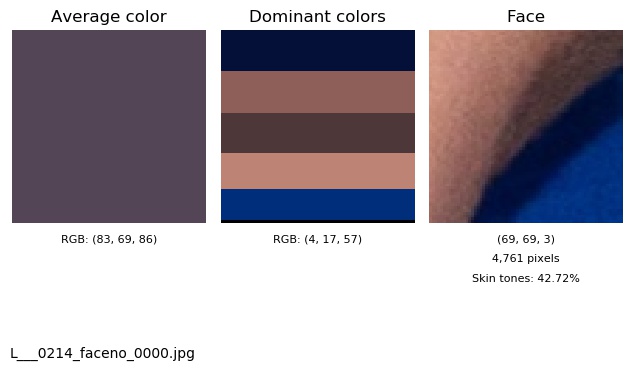 Average color
Dominant colors
Face
RGB: (83, 69, 86)
RGB: (4, 17, 57)
(69, 69, 3)
4,761 pixels
Skin tones: 42.72%
L___0214_faceno_0000.jpg